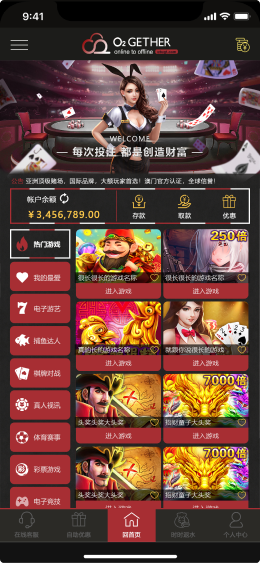 9:41
O2 GETHER
online to offline
WELCOME
每次投注 都是创造财富
公告 亚洲顶级赌场，国际品牌，大额玩家首选！澳门官方认证，全球信誉！
帐户余额
¥3,456,789.00
存款
取款
优惠
热门游戏
我的最爱
电子游艺
捕鱼达人
棋牌对战
真人视讯
体育赛事
彩票游戏
电子竞技
很长很长的游戏名称
进入游戏
250倍
很长很长的游戏名称
进入游戏
真的长的游戏名称
进入游戏
就跟你说很长的游戏
进入游戏
头奖头奖大头奖
进入游戏
7000倍
招财童子大头奖
进入游戏
头奖头奖大头奖
进入游戏
7000倍
招财童子大头奖
进入游戏
在线客服
自助优惠
回首页
个人中心